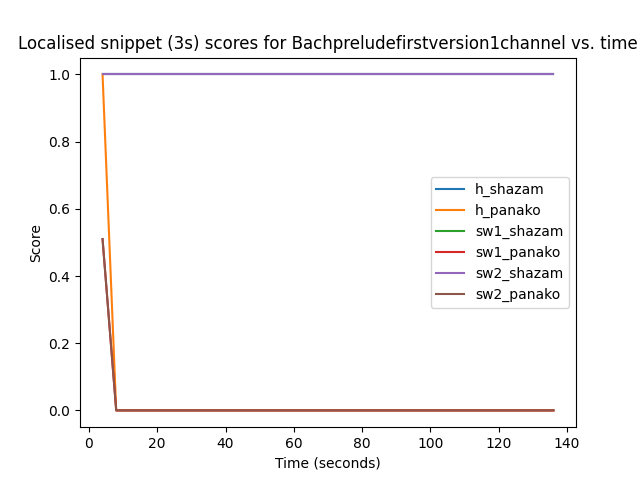 Localised snippet (3s) scores for Bachpreludefirstversion1channel vs. time
1.0
0.8
0.6
0.4
0.2
0.0
Score
h_shazam
h_panako
sw1_shazam
sw1_panako
sw2_shazam
sw2_panako
0 20 40 60 80 100 120 140
Time (seconds)